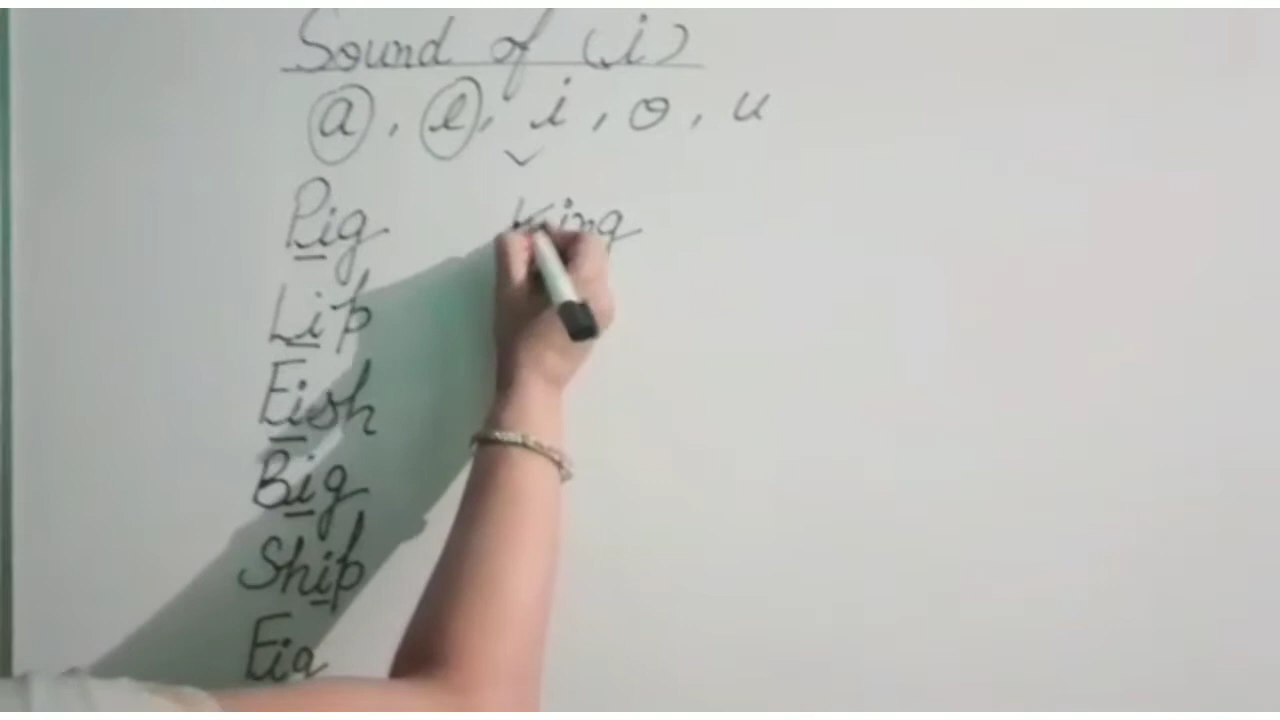 Sound of (i)
a, e, i, o, u
Pig
King
Lip
Fish
Big
Ship
Fig